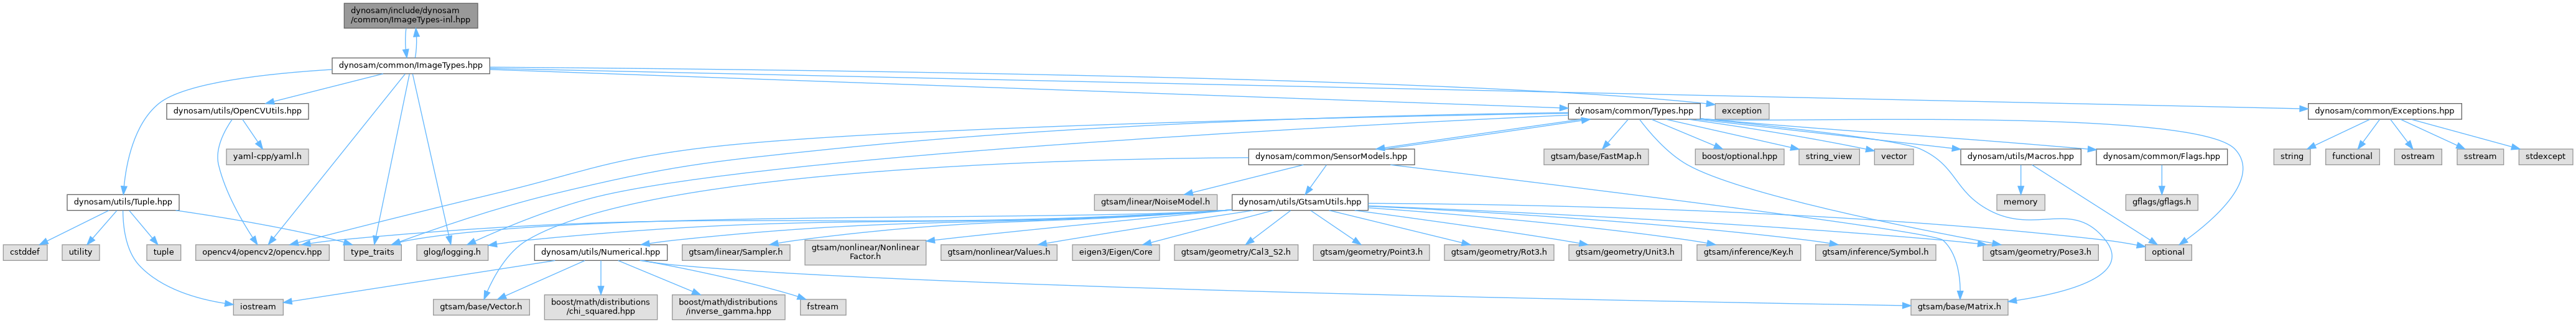 dynosam/include/dynosam
/common/ImageTypes-inl.hpp
dynosam/common/ImageTypes.hpp
dynosam/utils/OpenCVUtils.hpp
dynosam/common/Types.hpp
exception
dynosam/common/Exceptions.hpp
yaml-cpp/yaml.h
dynosam/common/SensorModels.hpp
gtsam/base/FastMap.h
boost/optional.hpp
string_view
vector
dynosam/utils/Macros.hpp
dynosam/common/Flags.hpp
string
functional
ostream
sstream
stdexcept
dynosam/utils/Tuple.hpp
gtsam/linear/NoiseModel.h
dynosam/utils/GtsamUtils.hpp
memory
gflags/gflags.h
cstddef
utility
tuple
opencv4/opencv2/opencv.hpp
type_traits
glog/logging.h
dynosam/utils/Numerical.hpp
gtsam/linear/Sampler.h
gtsam/nonlinear/Nonlinear
Factor.h
gtsam/nonlinear/Values.h
eigen3/Eigen/Core
gtsam/geometry/Cal3_S2.h
gtsam/geometry/Point3.h
gtsam/geometry/Rot3.h
gtsam/geometry/Unit3.h
gtsam/inference/Key.h
gtsam/inference/Symbol.h
gtsam/geometry/Pose3.h
optional
iostream
gtsam/base/Vector.h
boost/math/distributions
/chi_squared.hpp
boost/math/distributions
/inverse_gamma.hpp
fstream
gtsam/base/Matrix.h